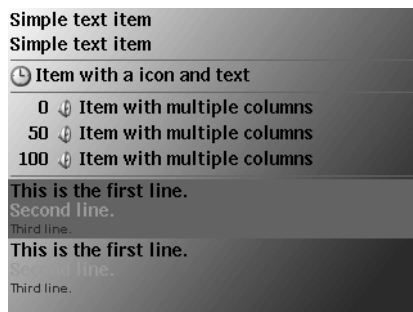 Simple text item
Simple text item
Item with a icon and text
0 Item with multiple columns
50 Item with multiple columns
100 Item with multiple columns
This is the first line.
Second line.
Third line.
This is the first line.
Second line.
Third line.